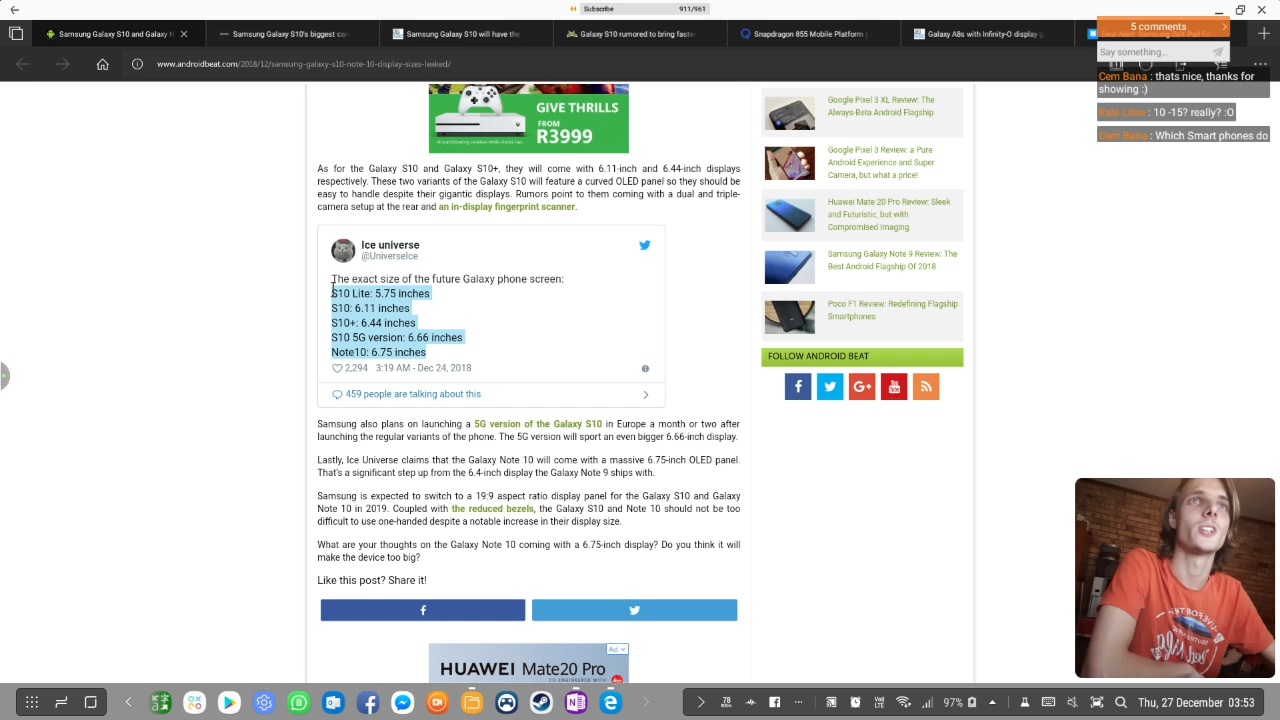 Subscribe 911/961
Samsung Galaxy S10 and Galaxy N
Samsung Galaxy S10's biggest ca
Samsung Galaxy S10 will have the
Galaxy S10 rumored to bring faster
Snapdragon 855 Mobile Platform |
Galaxy A8s with Infinity-O display g
5 comments
Say something...
www.androidbeat.com/2018/12/samsung-galaxy-s10-note-10-display-sizes-leaked/
Cem Bana : thats nice, thanks for
showing :)
Kale Libre : 10 -15? really? :O
Cem Bana : Which Smart phones do
GIVE THRILLS
FROM
R3999
As for the Galaxy S10 and Galaxy S10+, they will come with 6.11-inch and 6.44-inch displays
respectively. These two variants of the Galaxy S10 will feature a curved OLED panel so they should be
easy to handle despite their gigantic displays. Rumors point to them coming with a dual and triple-
camera setup at the rear and an in-display fingerprint scanner.
Ice universe
@UniverseIce
The exact size of the future Galaxy phone screen:
S10 Lite: 5.75 inches
S10: 6.11 inches
S10+: 6.44 inches
S10 5G version: 6.66 inches
Note10: 6.75 inches
2,294 3:19 AM - Dec 24, 2018
459 people are talking about this
Samsung also plans on launching a 5G version of the Galaxy S10 in Europe a month or two after
launching the regular variants of the phone. The 5G version will sport an even bigger 6.66-inch display.
Lastly, Ice Universe claims that the Galaxy Note 10 will come with a massive 6.75-inch OLED panel.
That's a significant step up from the 6.4-inch display the Galaxy Note 9 ships with.
Samsung is expected to switch to a 19:9 aspect ratio display panel for the Galaxy S10 and Galaxy
Note 10 in 2019. Coupled with the reduced bezels, the Galaxy S10 and Note 10 should not be too
difficult to use one-handed despite a notable increase in their display size.
What are your thoughts on the Galaxy Note 10 coming with a 6.75-inch display? Do you think it will
make the device too big?
Like this post? Share it!
Ad
HUAWEI Mate20 Pro
CO-ENGINEERED WITH
Google Pixel 3 XL Review: The
Always-Beta Android Flagship
Google Pixel 3 Review: a Pure
Android Experience and Super
Camera, but what a price!
Huawei Mate 20 Pro Review: Sleek
and Futuristic, but with
Compromised Imaging
Samsung Galaxy Note 9 Review: The
Best Android Flagship Of 2018
Poco F1 Review: Redefining Flagship
Smartphones
FOLLOW ANDROID BEAT
97%
Thu, 27 December 03:53